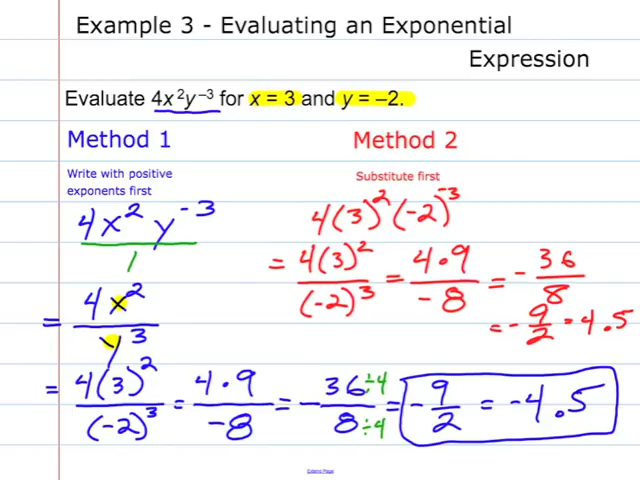 Example 3 - Evaluating an Exponential
Expression
Evaluate 4x²y⁻³ for x = 3 and y = –2.
Method 1
Write with positive
exponents first
4x² y⁻³ / 1
= 4x² / y³
= 4(3)² / (-2)³ = 4·9 / -8 = - 36 ÷4 / 8 ÷4 = - 9/2 = -4.5
Method 2
Substitute first
4(3)² (-2)⁻³
= 4(3)² / (-2)³ = 4·9 / -8 = - 36/8
= - 9/2 = 4.5
Extend Page